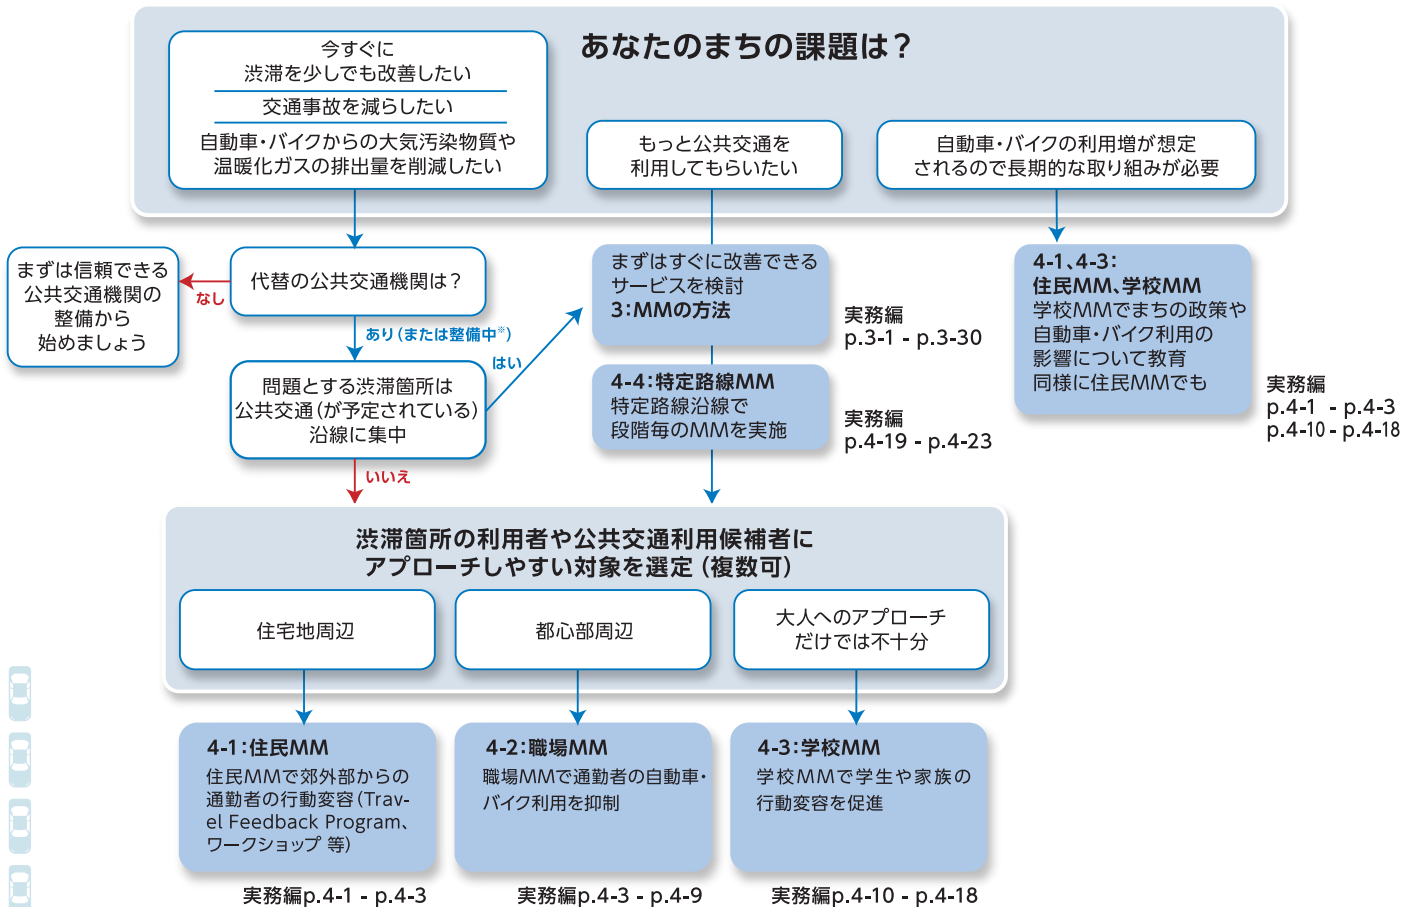 あなたのまちの課題は？
今すぐに
渋滞を少しでも改善したい
交通事故を減らしたい
自動車・バイクからの大気汚染物質や
温暖化ガスの排出量を削減したい
もっと公共交通を
利用してもらいたい
自動車・バイクの利用増が想定
されるので長期的な取り組みが必要
まずは信頼できる
公共交通機関の
整備から
始めましょう
なし
代替の公共交通機関は？
あり（または整備中※）
はい
問題とする渋滞箇所は
公共交通（が予定されている）
沿線に集中
いいえ
まずはすぐに改善できる
サービスを検討
3：MMの方法
実務編
p.3-1 - p.3-30
4-4：特定路線MM
特定路線沿線で
段階毎のMMを実施
実務編
p.4-19 - p.4-23
4-1、4-3：
住民MM、学校MM
学校MMでまちの政策や
自動車・バイク利用の
影響について教育
同様に住民MMでも
実務編
p.4-1 - p.4-3
p.4-10 - p.4-18
渋滞箇所の利用者や公共交通利用候補者に
アプローチしやすい対象を選定（複数可）
住宅地周辺
都心部周辺
大人へのアプローチ
だけでは不十分
4-1：住民MM
住民MMで郊外部からの
通勤者の行動変容（Trav-
el Feedback Program、
ワークショップ 等）
実務編p.4-1 - p.4-3
4-2：職場MM
職場MMで通勤者の自動車・
バイク利用を抑制
実務編p.4-3 - p.4-9
4-3：学校MM
学校MMで学生や家族の
行動変容を促進
実務編p.4-10 - p.4-18